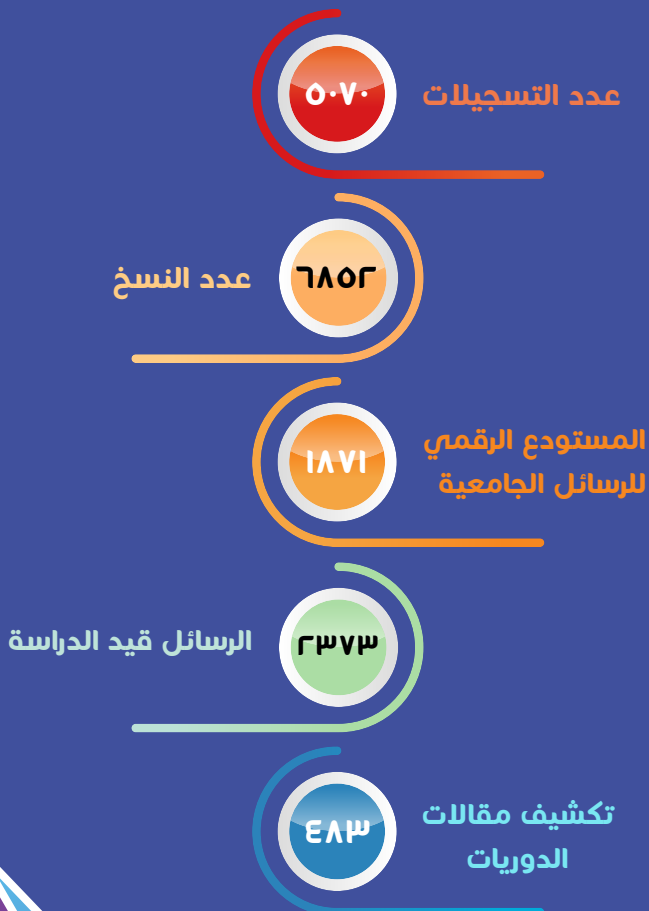 عدد التسجيلات
٥٠٧٠
عدد النسخ
٦٨٥٢
المستودع الرقمي
للرسائل الجامعية
١٨٧١
الرسائل قيد الدراسة
٢٣٧٣
تكشيف مقالات
الدوريات
٤٨٣